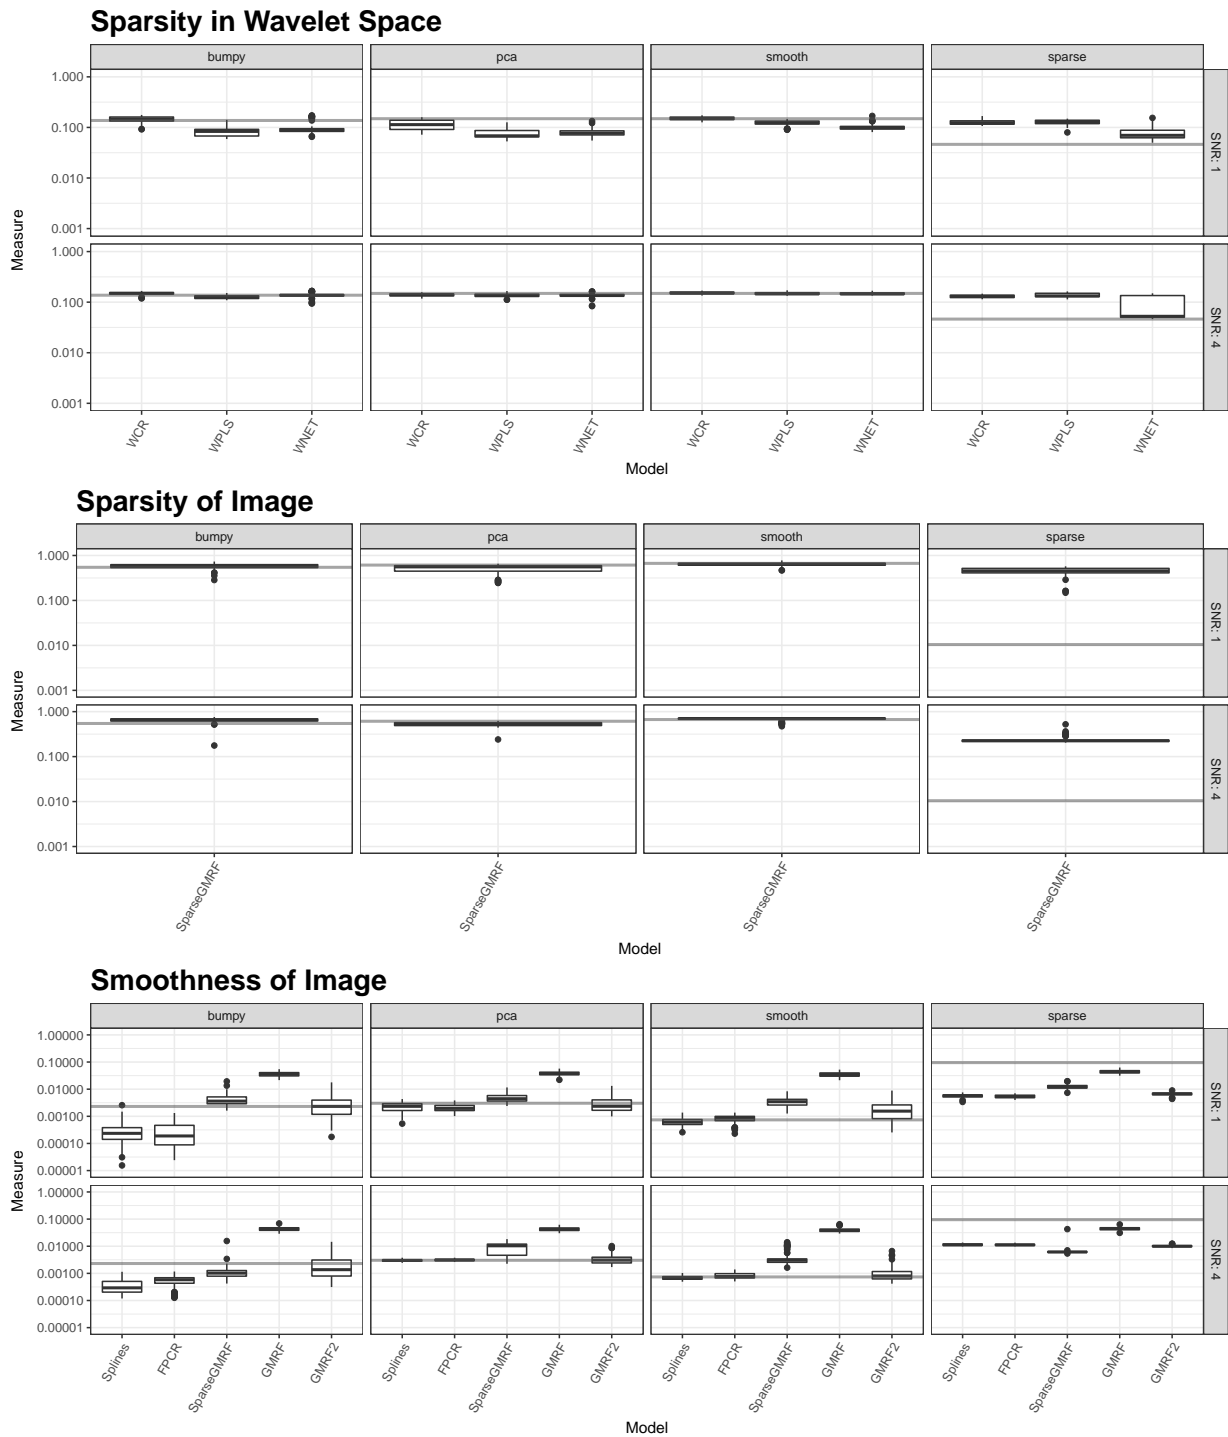 Sparsity in Wavelet Space
bumpy
pca
smooth
sparse
1.000
0.100
0.010
0.001
SNR: 1
1.000
0.100
0.010
0.001
SNR: 4
Measure
WCR
WPLS
WNET
WCR
WPLS
WNET
WCR
WPLS
WNET
WCR
WPLS
WNET
Model
Sparsity of Image
bumpy
pca
smooth
sparse
1.000
0.100
0.010
0.001
SNR: 1
1.000
0.100
0.010
0.001
SNR: 4
Measure
SparseGMRF
SparseGMRF
SparseGMRF
SparseGMRF
Model
Smoothness of Image
bumpy
pca
smooth
sparse
1.00000
0.10000
0.01000
0.00100
0.00010
0.00001
SNR: 1
1.00000
0.10000
0.01000
0.00100
0.00010
0.00001
SNR: 4
Measure
Splines
FPCR
SparseGMRF
GMRF
GMRF2
Splines
FPCR
SparseGMRF
GMRF
GMRF2
Splines
FPCR
SparseGMRF
GMRF
GMRF2
Splines
FPCR
SparseGMRF
GMRF
GMRF2
Model